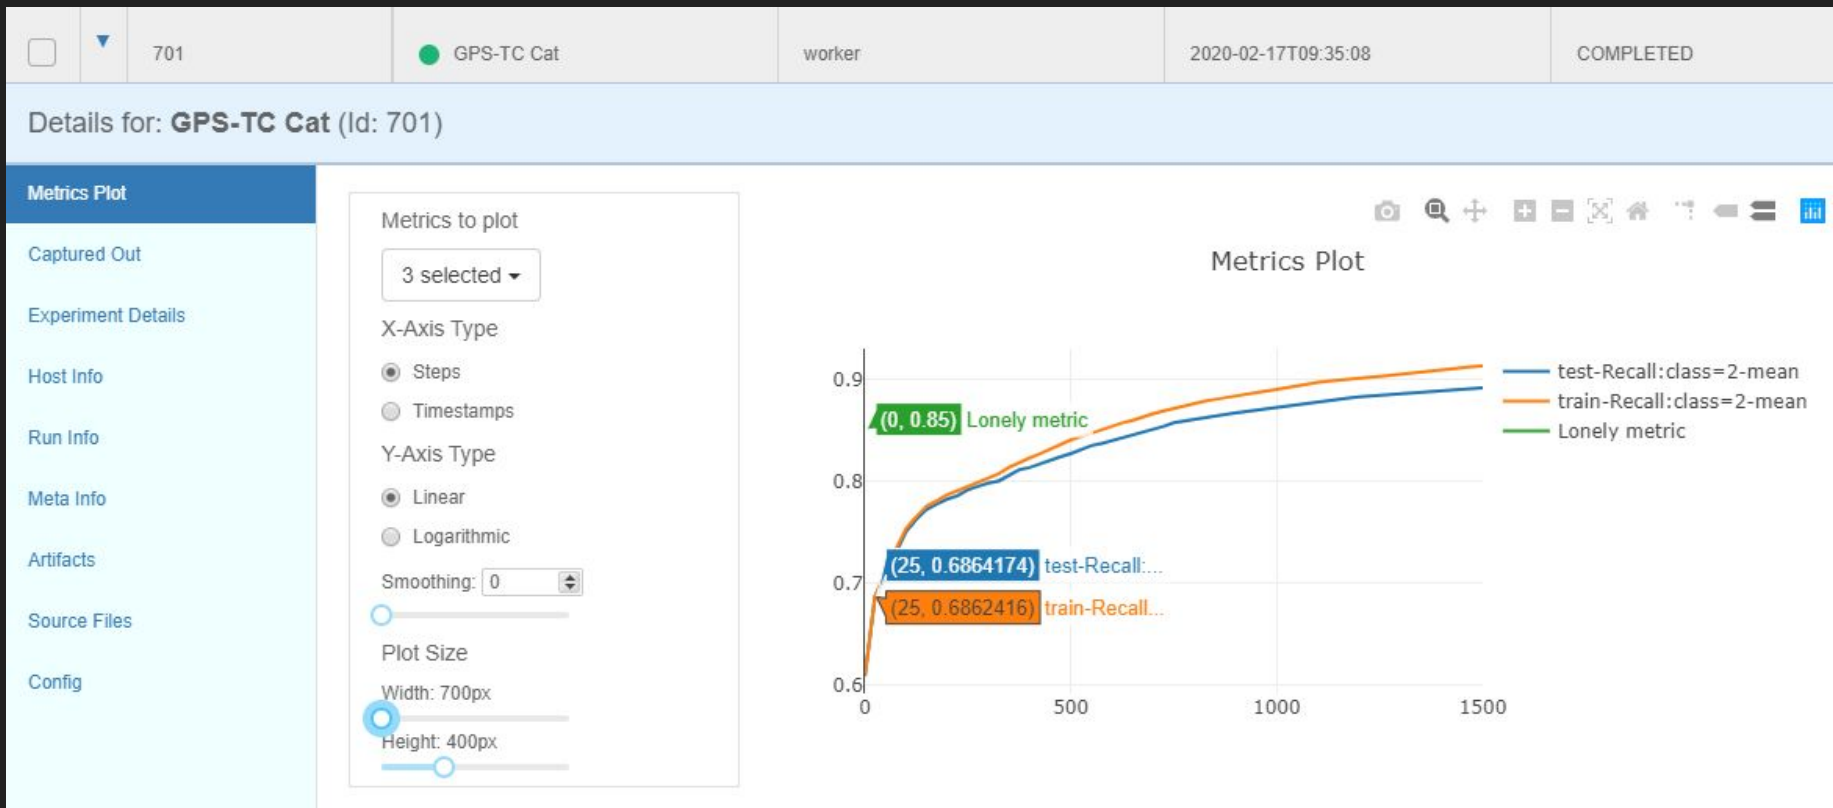 701 GPS-TC Cat worker 2020-02-17T09:35:08 COMPLETED
Details for: GPS-TC Cat (Id: 701)
Metrics Plot
Captured Out
Experiment Details
Host Info
Run Info
Meta Info
Artifacts
Source Files
Config
Metrics to plot
3 selected
X-Axis Type
Steps
Timestamps
Y-Axis Type
Linear
Logarithmic
Smoothing: 0
Plot Size
Width: 700px
Height: 400px
Metrics Plot
0.9
0.8
0.7
0.6
0 500 1000 1500
(0, 0.85) Lonely metric
(25, 0.6864174) test-Recall:...
(25, 0.6862416) train-Recall...
test-Recall:class=2-mean
train-Recall:class=2-mean
Lonely metric